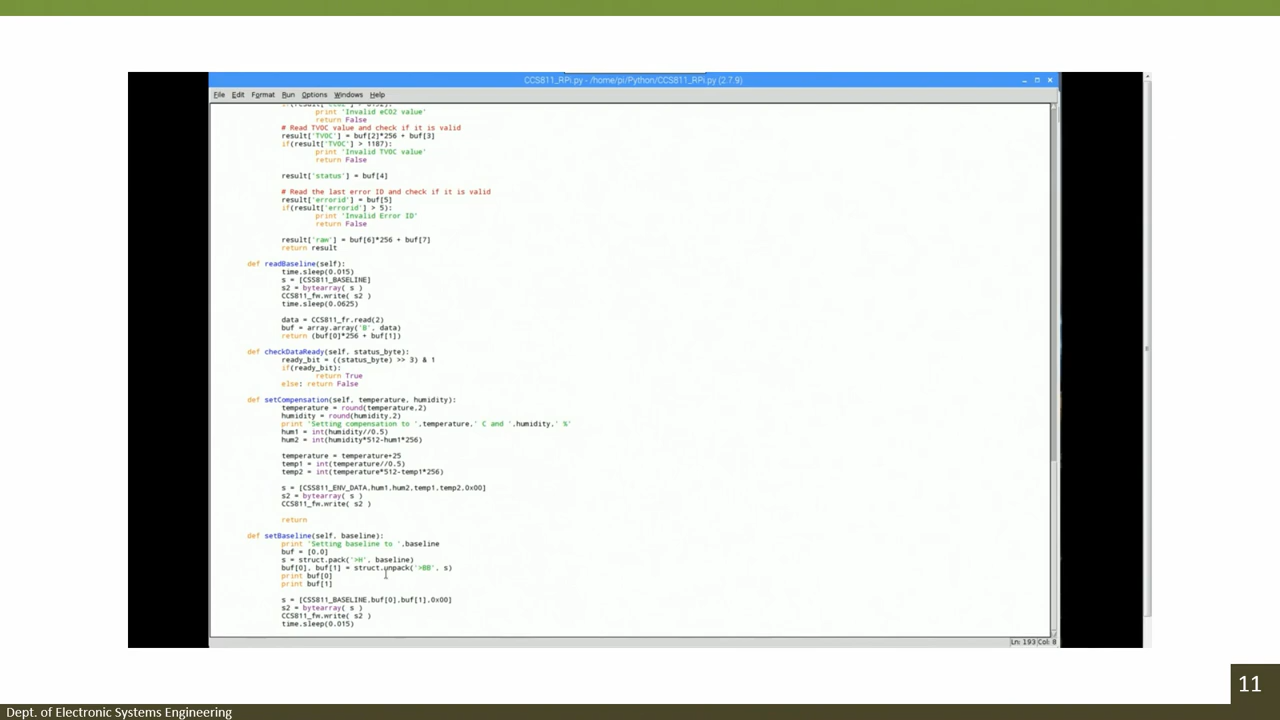 CCS811_RPi.py - /home/pi/Python/CCS811_RPi.py (2.7.9)
File Edit Format Run Options Windows Help
print 'Invalid eCO2 value'
return False
# Read TVOC value and check if it is valid
result['TVOC'] = buf[2]*256 + buf[3]
if(result['TVOC'] > 1187):
print 'Invalid TVOC value'
return False
result['status'] = buf[4]
# Read the last error ID and check if it is valid
result['errorid'] = buf[5]
if(result['errorid'] > 5):
print 'Invalid Error ID'
return False
result['raw'] = buf[6]*256 + buf[7]
return result
def readBaseline(self):
time.sleep(0.015)
s = [CSS811_BASELINE]
s2 = bytearray( s )
CCS811_fw.write( s2 )
time.sleep(0.0625)
data = CCS811_fr.read(2)
buf = array.array('B', data)
return (buf[0]*256 + buf[1])
def checkDataReady(self, status_byte):
ready_bit = ((status_byte) >> 3) & 1
if(ready_bit):
return True
else: return False
def setCompensation(self, temperature, humidity):
temperature = round(temperature,2)
humidity = round(humidity,2)
print 'Setting compensation to ',temperature,' C and ',humidity,' %'
hum1 = int(humidity//0.5)
hum2 = int(humidity*512-hum1*256)
temperature = temperature+25
temp1 = int(temperature//0.5)
temp2 = int(temperature*512-temp1*256)
s = [CSS811_ENV_DATA,hum1,hum2,temp1,temp2,0x00]
s2 = bytearray( s )
CCS811_fw.write( s2 )
return
def setBaseline(self, baseline):
print 'Setting baseline to ',baseline
buf = [0,0]
s = struct.pack('>H', baseline)
buf[0], buf[1] = struct.unpack('>BB', s)
print buf[0]
print buf[1]
s = [CSS811_BASELINE,buf[0],buf[1],0x00]
s2 = bytearray( s )
CCS811_fw.write( s2 )
time.sleep(0.015)
Ln: 193 Col: 8
11
Dept. of Electronic Systems Engineering